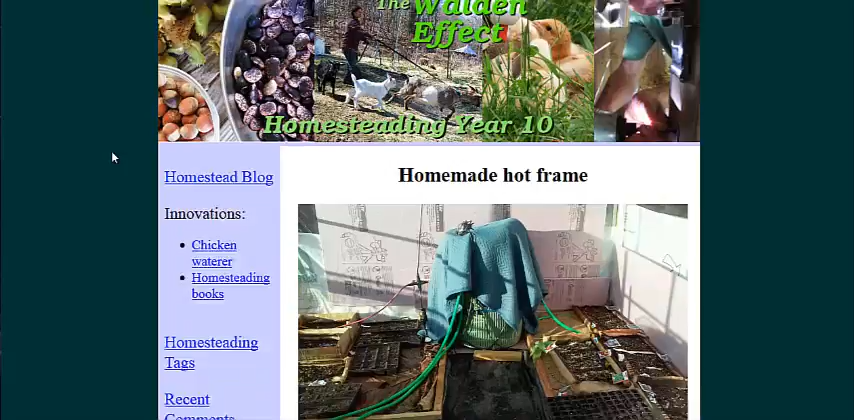 The Walden
Effect
Homesteading Year 10
Homestead Blog
Innovations:
Chicken
waterer
Homesteading
books
Homesteading
Tags
Recent
Comments
Homemade hot frame